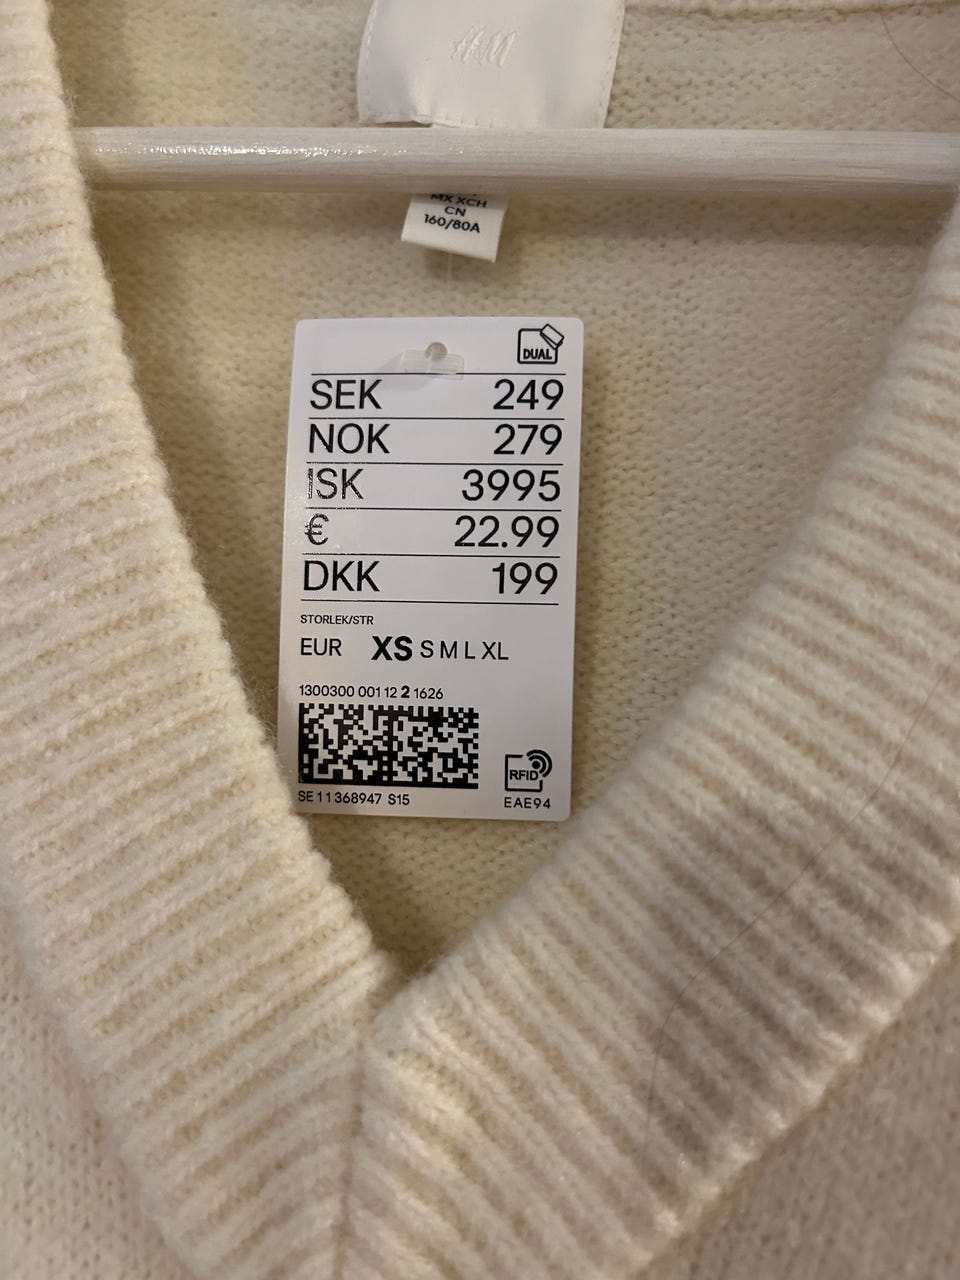 H&M
MX XCH
CN
160/80A
DUAL
SEK 249
NOK 279
ISK 3995
€ 22.99
DKK 199
STORLEK/STR
EUR XS S M L XL
1300300 001 12 2 1626
RFID
SE 11 368947 S15
EAE94